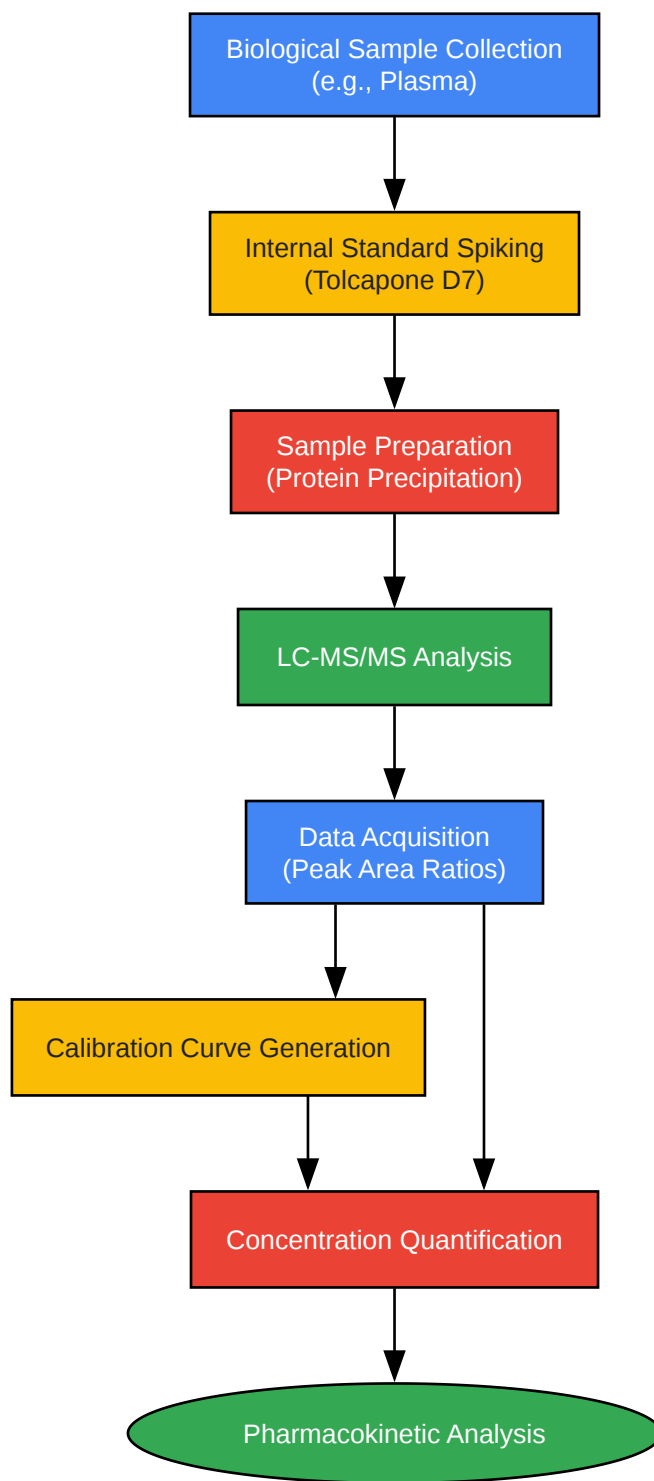 Biological Sample Collection
(e.g., Plasma)
Internal Standard Spiking
(Tolcapone D7)
Sample Preparation
(Protein Precipitation)
LC-MS/MS Analysis
Data Acquisition
(Peak Area Ratios)
Calibration Curve Generation
Concentration Quantification
Pharmacokinetic Analysis